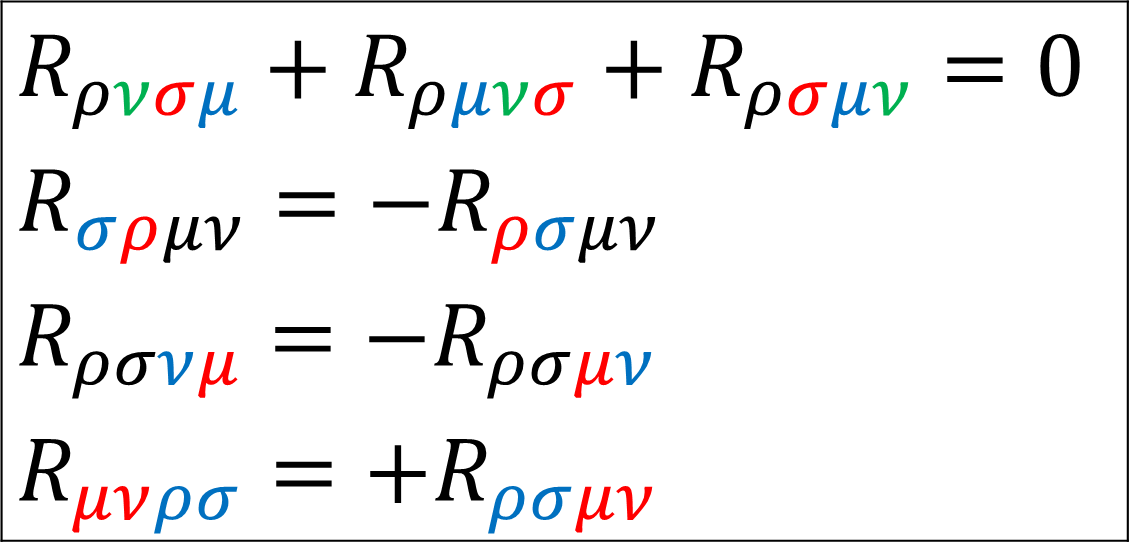 R_{ρνσμ} + R_{ρμνσ} + R_{ρσμν} = 0
R_{σρμν} = −R_{ρσμν}
R_{ρσνμ} = −R_{ρσμν}
R_{μνρσ} = +R_{ρσμν}